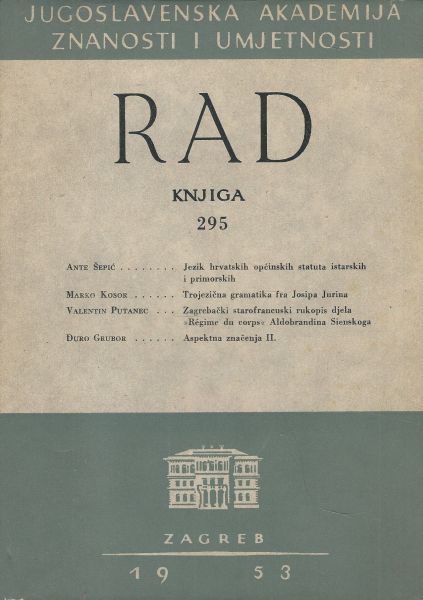 JUGOSLAVENSKA AKADEMIJA
ZNANOSTI I UMJETNOSTI
RAD
KNJIGA
295
ANTE ŠEPIĆ . . . . . . . . Jezik hrvatskih općinskih statuta istarskih
i primorskih
MARKO KOSOR . . . . . . Trojezična gramatika fra Josipa Jurina
VALENTIN PUTANEC . . . Zagrebački starofrancuski rukopis djela
»Régime du corps« Aldobrandina Sienskoga
ĐURO GRUBOR . . . . . . Aspektna značenja II.
ZAGREB
19 53